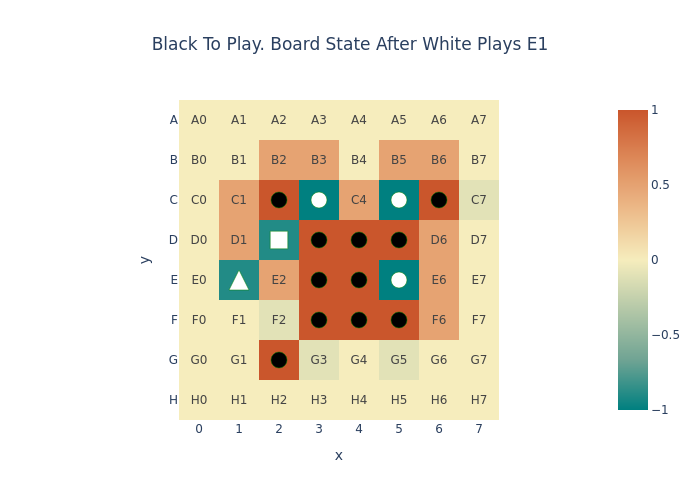 Black To Play. Board State After White Plays E1
A A0 A1 A2 A3 A4 A5 A6 A7 1
B B0 B1 B2 B3 B4 B5 B6 B7
C C0 C1 C4 C7 0.5
D D0 D1 D6 D7
y
0
E E0 E2 E6 E7
F F0 F1 F2 F6 F7 −0.5
G G0 G1 G3 G4 G5 G6 G7
H H0 H1 H2 H3 H4 H5 H6 H7 −1
0 1 2 3 4 5 6 7
x